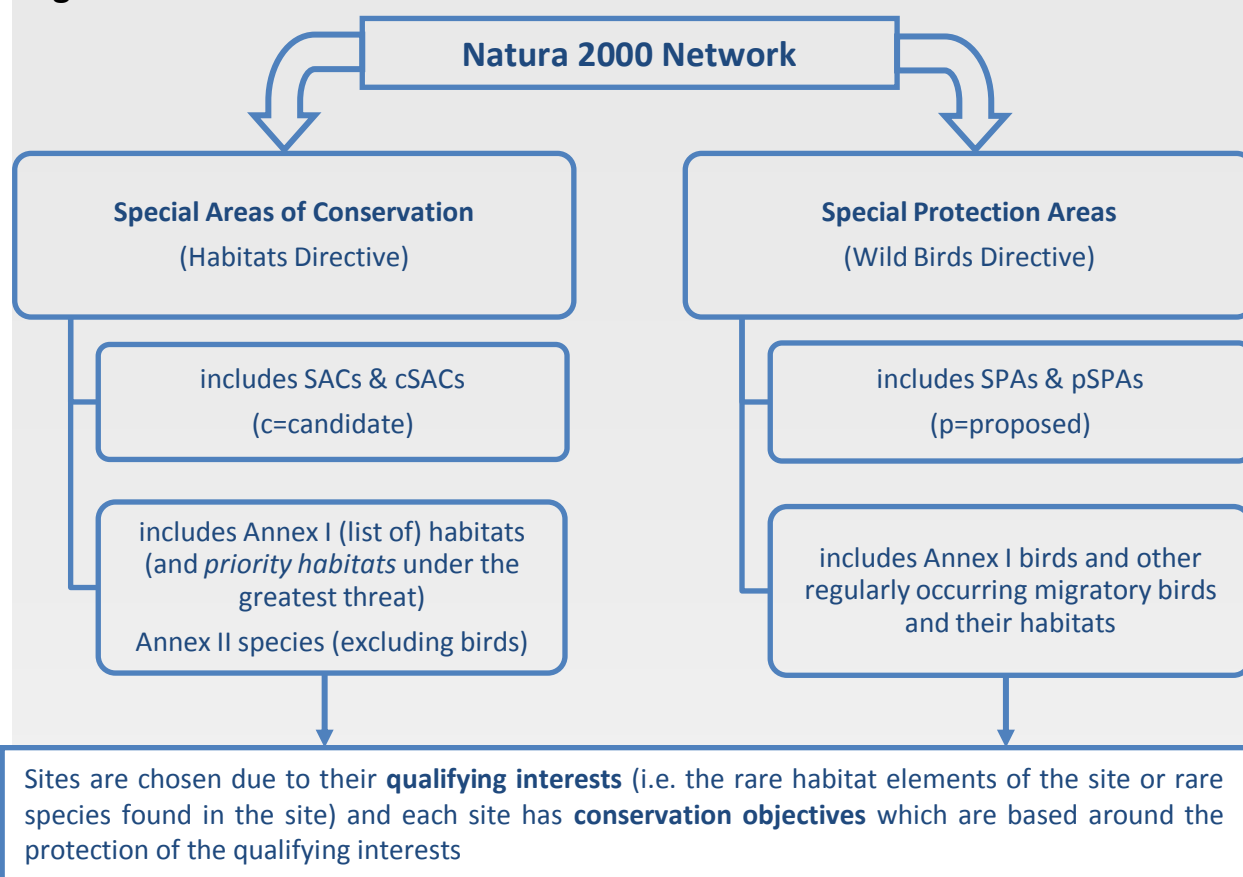 Natura 2000 Network
Special Areas of Conservation
(Habitats Directive)
includes SACs & cSACs
(c=candidate)
includes Annex I (list of) habitats
(and priority habitats under the
greatest threat)
Annex II species (excluding birds)
Special Protection Areas
(Wild Birds Directive)
includes SPAs & pSPAs
(p=proposed)
includes Annex I birds and other
regularly occurring migratory birds
and their habitats
Sites are chosen due to their qualifying interests (i.e. the rare habitat elements of the site or rare
species found in the site) and each site has conservation objectives which are based around the
protection of the qualifying interests